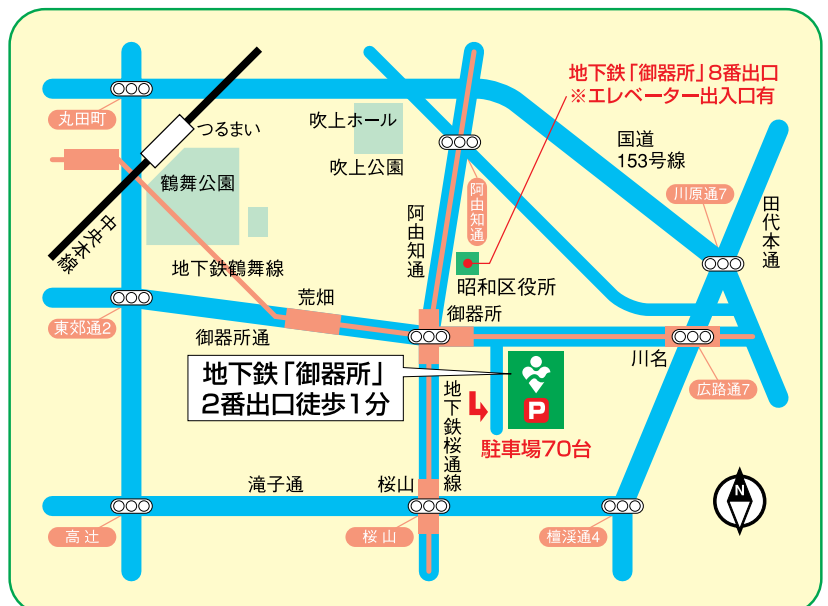 地下鉄「御器所」8番出口
※エレベーター出入口有
丸田町
つるまい
吹上ホール
吹上公園
国道
153号線
鶴舞公園
阿由知通
川原通7
田代本通
阿由知通
中央本線
地下鉄鶴舞線
昭和区役所
荒畑
御器所
東郊通2
御器所通
川名
広路通7
地下鉄「御器所」
2番出口徒歩1分
地下鉄桜通線
P
駐車場70台
滝子通
桜山
N
高辻
桜山
檀渓通4